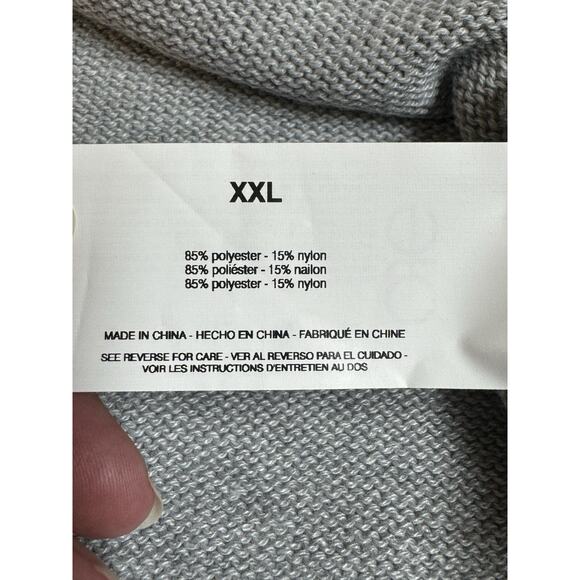 XXL
85% polyester - 15% nylon
85% poliéster - 15% nailon
85% polyester - 15% nylon
MADE IN CHINA - HECHO EN CHINA - FABRIQUÉ EN CHINE
SEE REVERSE FOR CARE - VER AL REVERSO PARA EL CUIDADO -
VOIR LES INSTRUCTIONS D'ENTRETIEN AU DOS